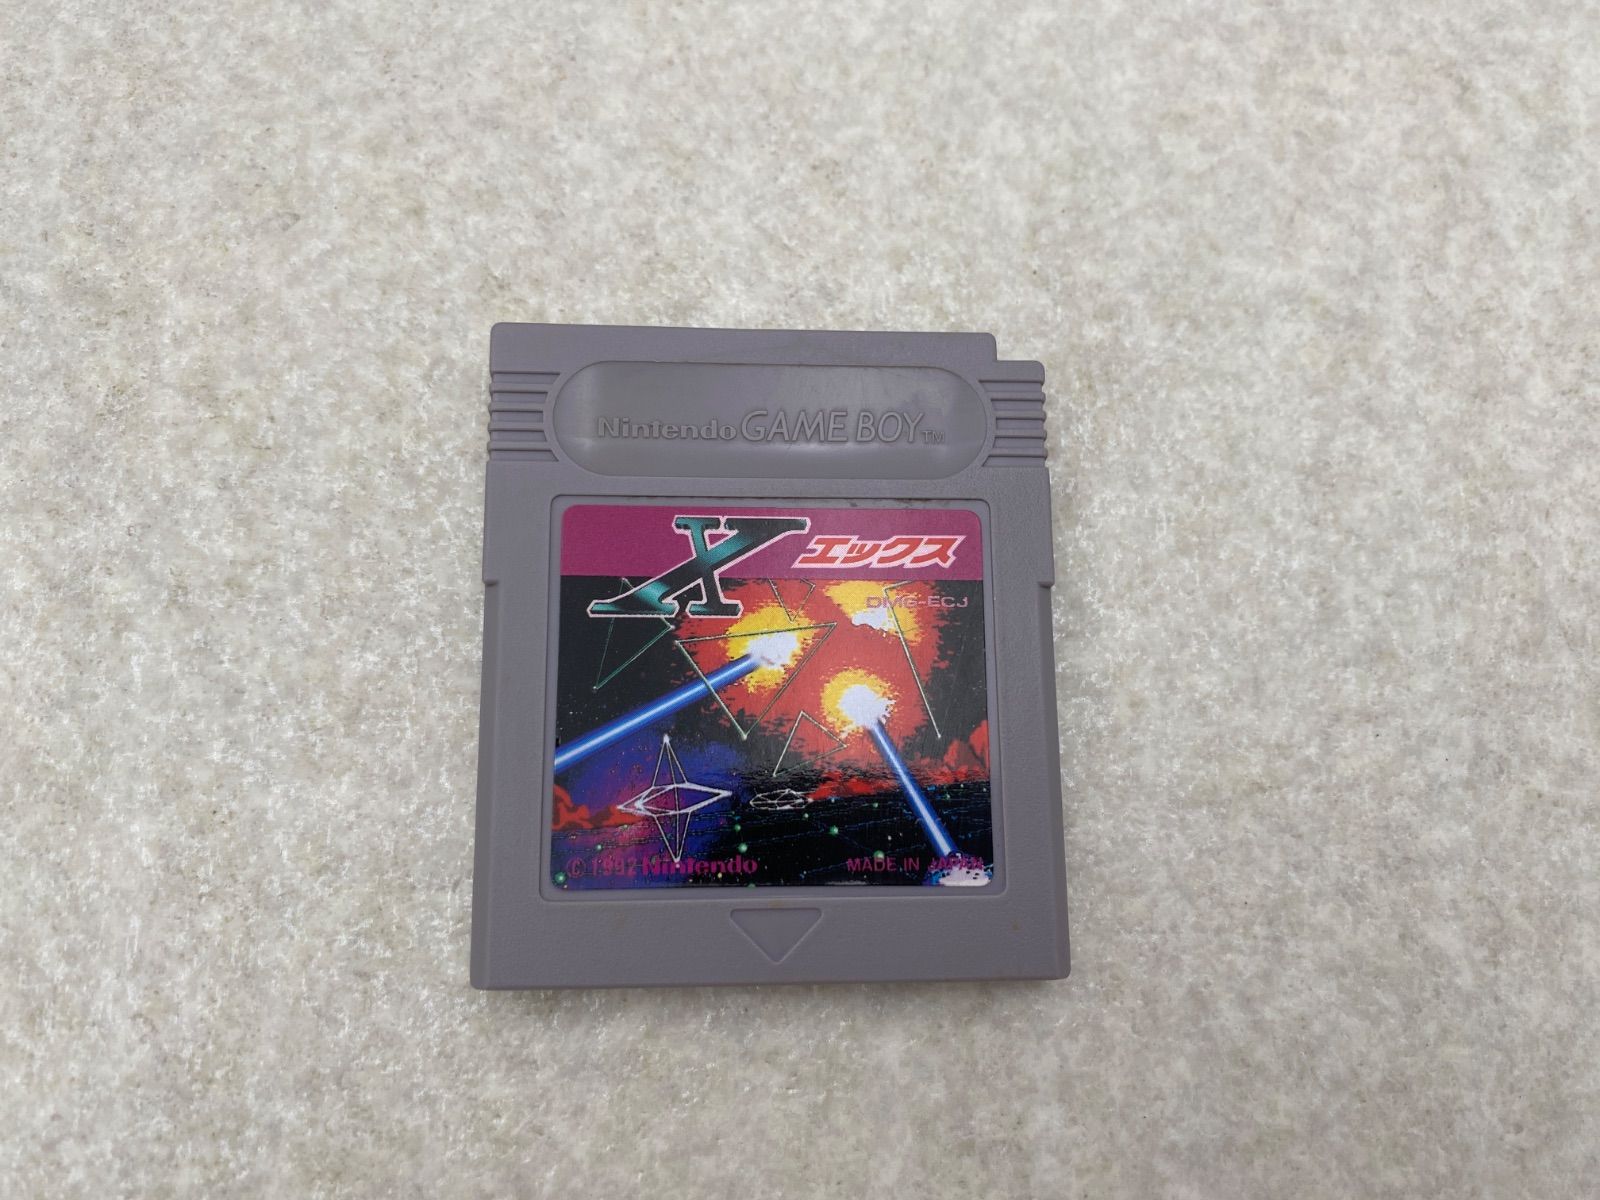 Nintendo GAME BOY™
X エックス
DMG-ECJ
© 1992 Nintendo
MADE IN JAPAN